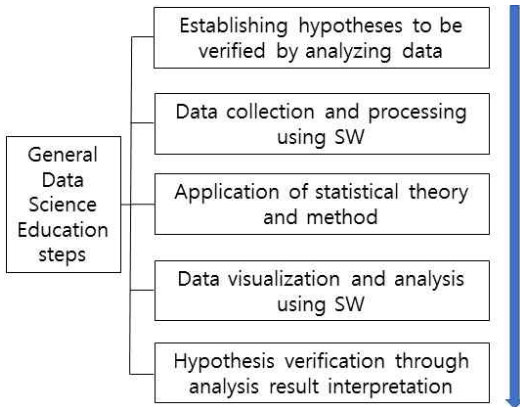 Establishing hypotheses to be
verified by analyzing data
Data collection and processing
using SW
General
Data
Science
Education
steps
Application of statistical theory
and method
Data visualization and analysis
using SW
Hypothesis verification through
analysis result interpretation